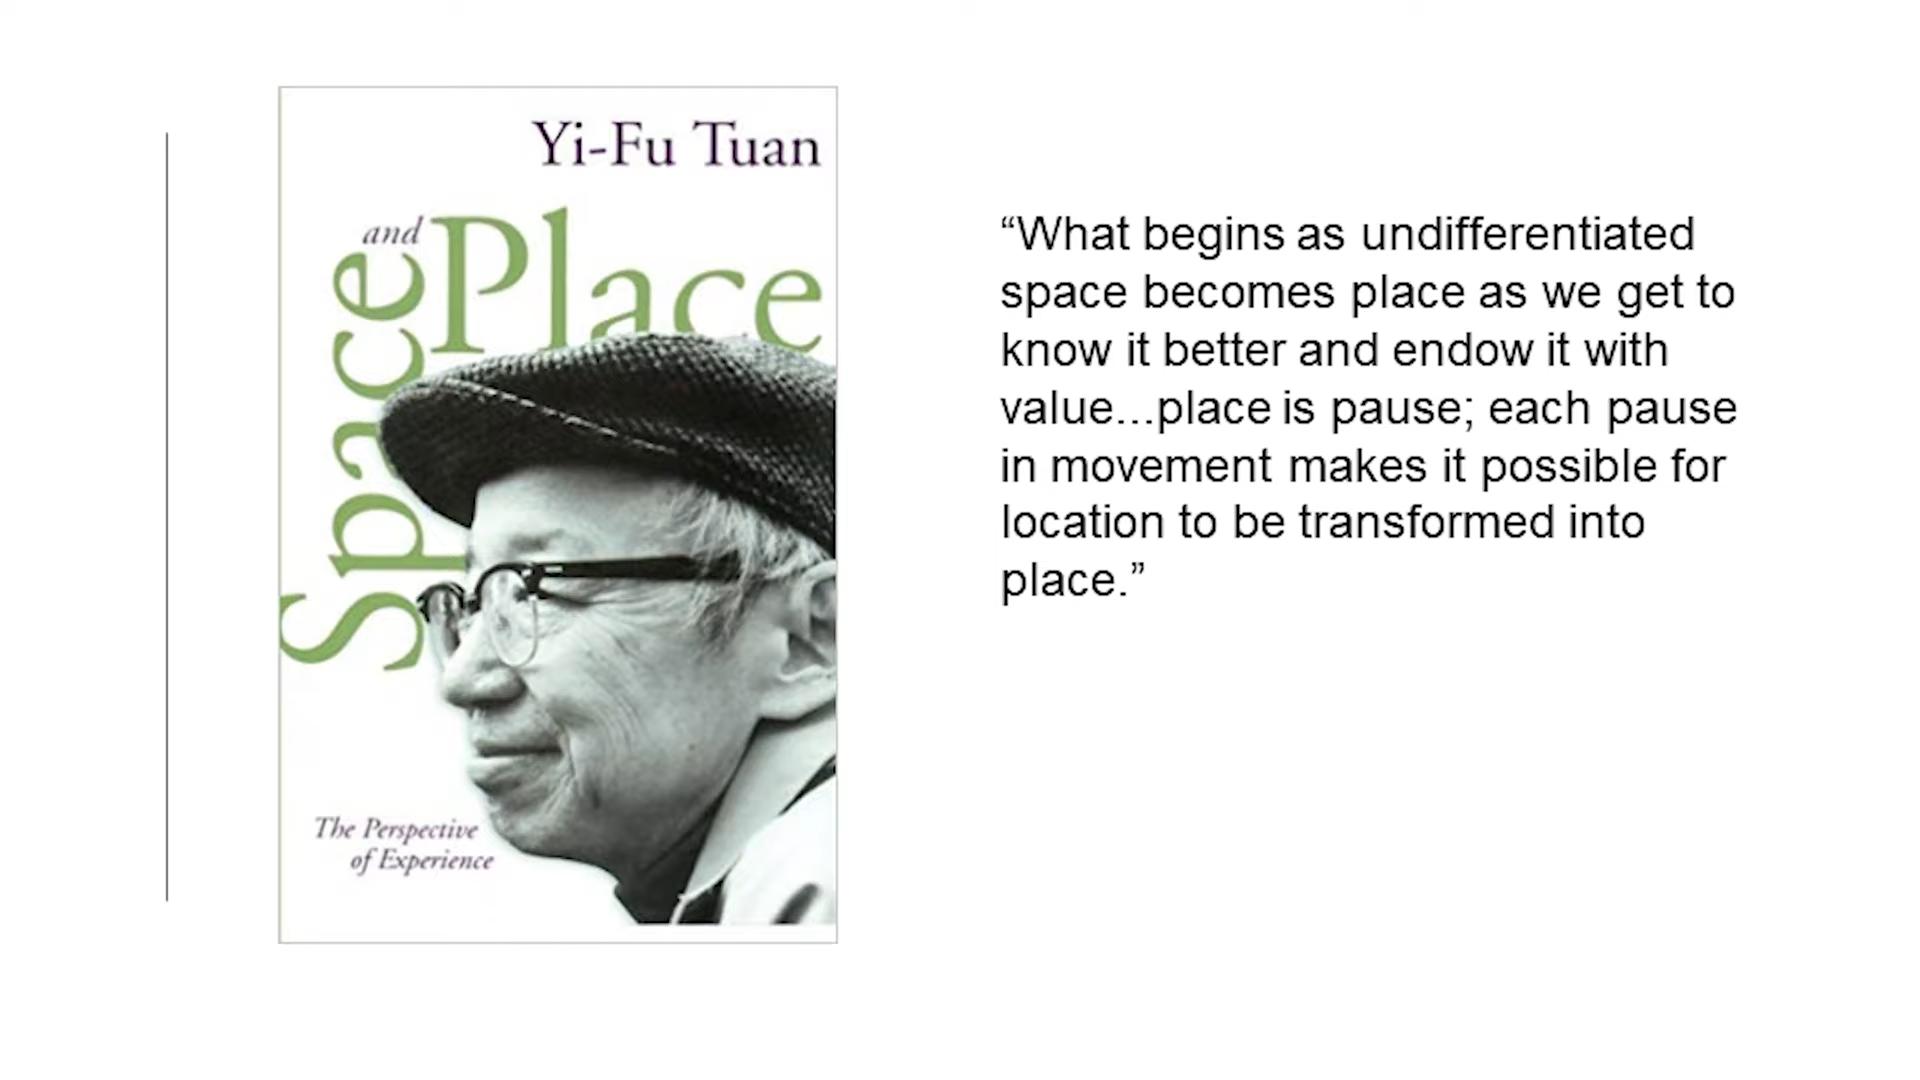 Yi-Fu Tuan
Space
and
Place
The Perspective
of Experience
“What begins as undifferentiated
space becomes place as we get to
know it better and endow it with
value...place is pause; each pause
in movement makes it possible for
location to be transformed into
place.”